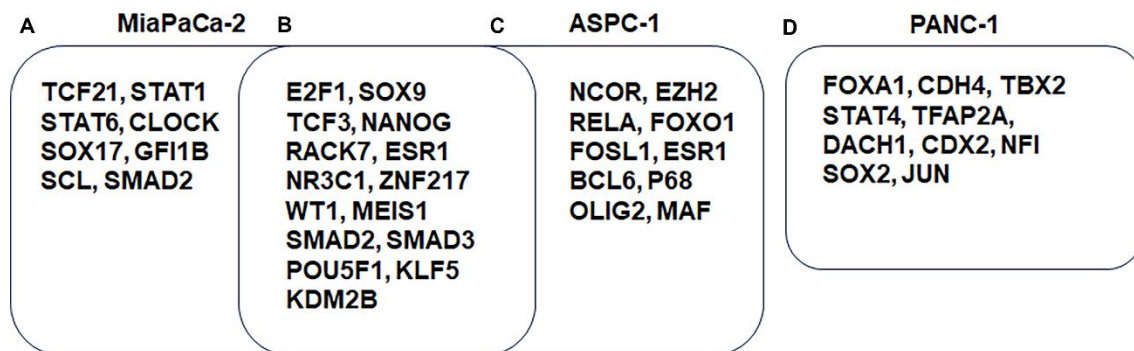 A MiaPaCa-2 B C ASPC-1 D PANC-1
TCF21, STAT1
STAT6, CLOCK
SOX17, GFI1B
SCL, SMAD2
E2F1, SOX9
TCF3, NANOG
RACK7, ESR1
NR3C1, ZNF217
WT1, MEIS1
SMAD2, SMAD3
POU5F1, KLF5
KDM2B
NCOR, EZH2
RELA, FOXO1
FOSL1, ESR1
BCL6, P68
OLIG2, MAF
FOXA1, CDH4, TBX2
STAT4, TFAP2A,
DACH1, CDX2, NFI
SOX2, JUN